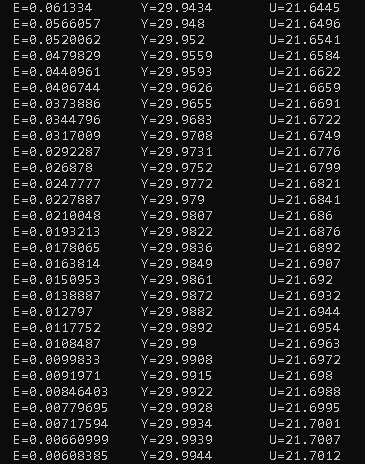 E=0.061334 Y=29.9434 U=21.6445
E=0.0566057 Y=29.948 U=21.6496
E=0.0520062 Y=29.952 U=21.6541
E=0.0479829 Y=29.9559 U=21.6584
E=0.0440961 Y=29.9593 U=21.6622
E=0.0406744 Y=29.9626 U=21.6659
E=0.0373886 Y=29.9655 U=21.6691
E=0.0344796 Y=29.9683 U=21.6722
E=0.0317009 Y=29.9708 U=21.6749
E=0.0292287 Y=29.9731 U=21.6776
E=0.026878 Y=29.9752 U=21.6799
E=0.0247777 Y=29.9772 U=21.6821
E=0.0227887 Y=29.979 U=21.6841
E=0.0210048 Y=29.9807 U=21.686
E=0.0193213 Y=29.9822 U=21.6876
E=0.0178065 Y=29.9836 U=21.6892
E=0.0163814 Y=29.9849 U=21.6907
E=0.0150953 Y=29.9861 U=21.692
E=0.0138887 Y=29.9872 U=21.6932
E=0.012797 Y=29.9882 U=21.6944
E=0.0117752 Y=29.9892 U=21.6954
E=0.0108487 Y=29.99 U=21.6963
E=0.0099833 Y=29.9908 U=21.6972
E=0.0091971 Y=29.9915 U=21.698
E=0.00846403 Y=29.9922 U=21.6988
E=0.00779695 Y=29.9928 U=21.6995
E=0.00717594 Y=29.9934 U=21.7001
E=0.00660999 Y=29.9939 U=21.7007
E=0.00608385 Y=29.9944 U=21.7012